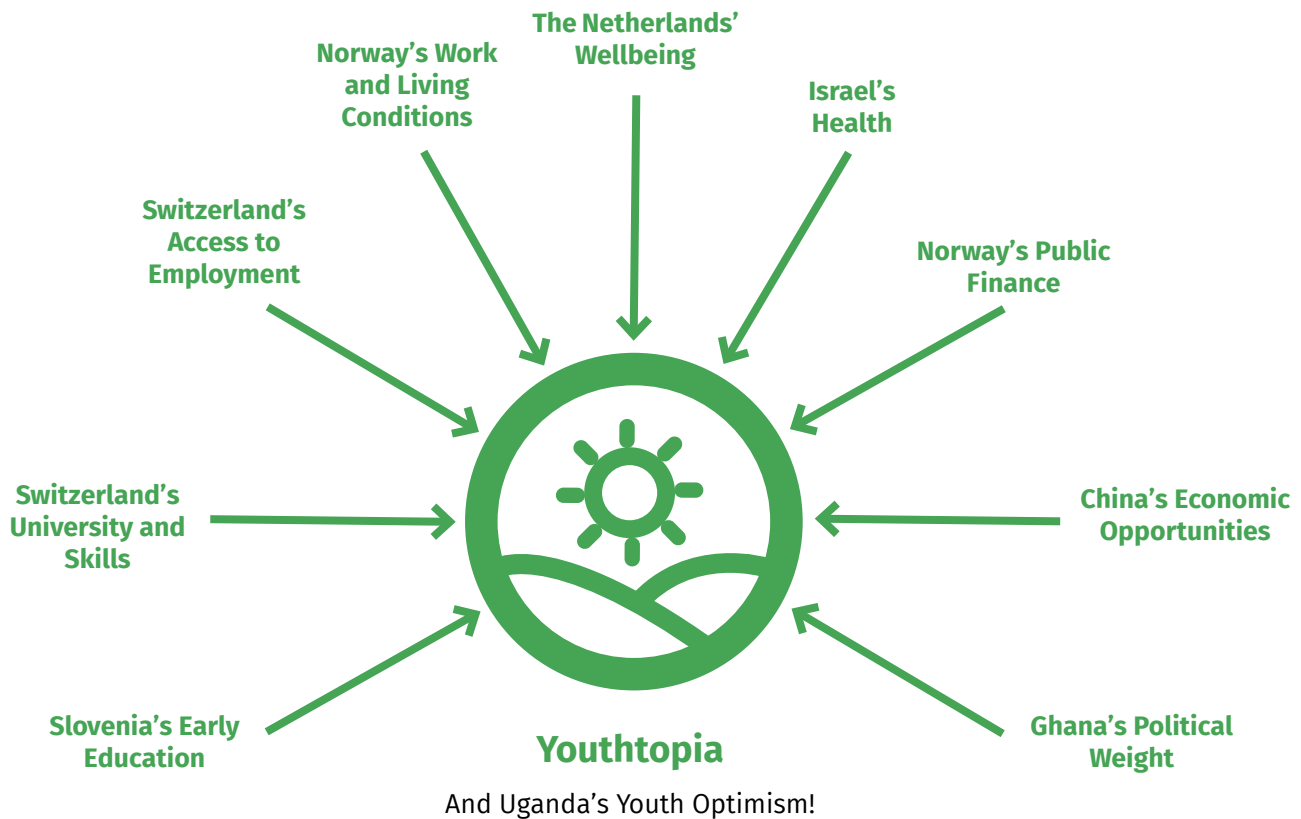 The Netherlands’
Wellbeing
Norway’s Work
and Living
Conditions
Israel’s
Health
Switzerland’s
Access to
Employment
Norway’s Public
Finance
Switzerland’s
University and
Skills
China’s Economic
Opportunities
Slovenia’s Early
Education
Ghana’s Political
Weight
Youthtopia
And Uganda’s Youth Optimism!